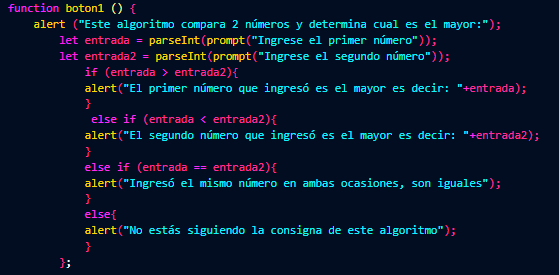 function boton1 () {
alert ("Este algoritmo compara 2 números y determina cual es el mayor:");
let entrada = parseInt(prompt("Ingrese el primer número"));
let entrada2 = parseInt(prompt("Ingrese el segundo número"));
if (entrada > entrada2){
alert("El primer número que ingresó es el mayor es decir: "+entrada);
}
else if (entrada < entrada2){
alert("El segundo número que ingresó es el mayor es decir: "+entrada2);
}
else if (entrada == entrada2){
alert("Ingresó el mismo número en ambas ocasiones, son iguales");
}
else{
alert("No estás siguiendo la consigna de este algoritmo");
}
};